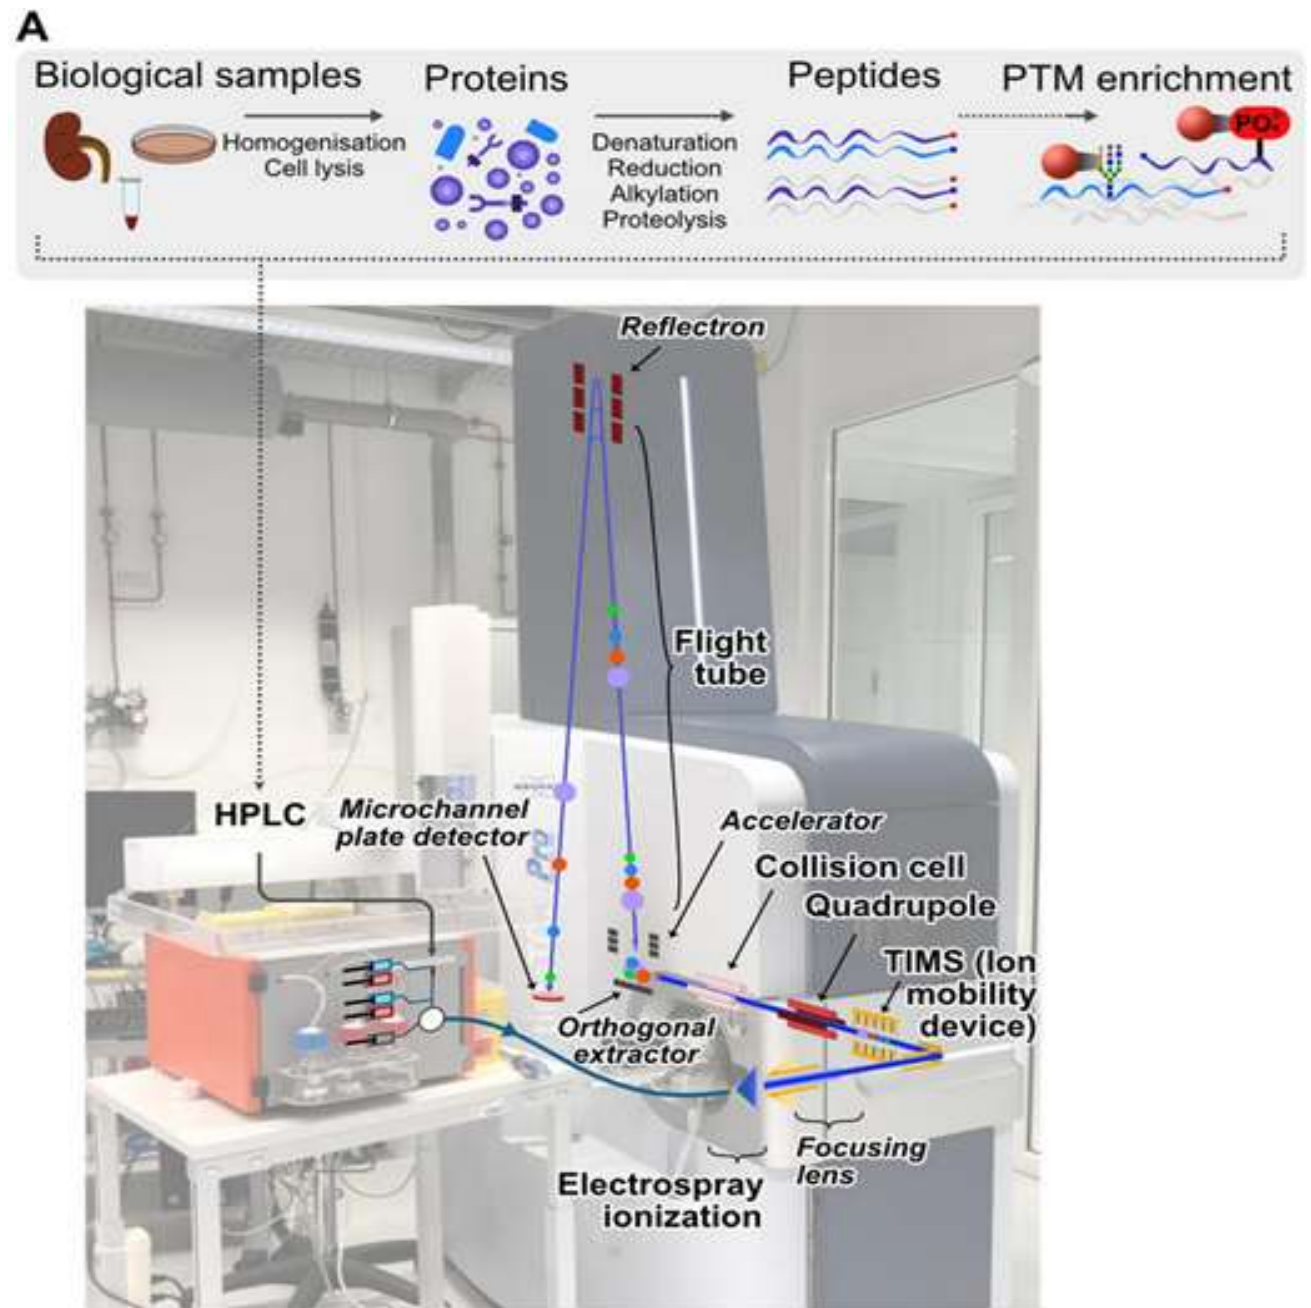 A
Biological samples
Homogenisation
Cell lysis
Proteins
Denaturation
Reduction
Alkylation
Proteolysis
Peptides
PTM enrichment
Reflectron
Flight
tube
HPLC
Microchannel
plate detector
Pro
Accelerator
Collision cell
Quadrupole
TIMS (Ion
mobility
device)
Orthogonal
extractor
Focusing
lens
Electrospray
ionization